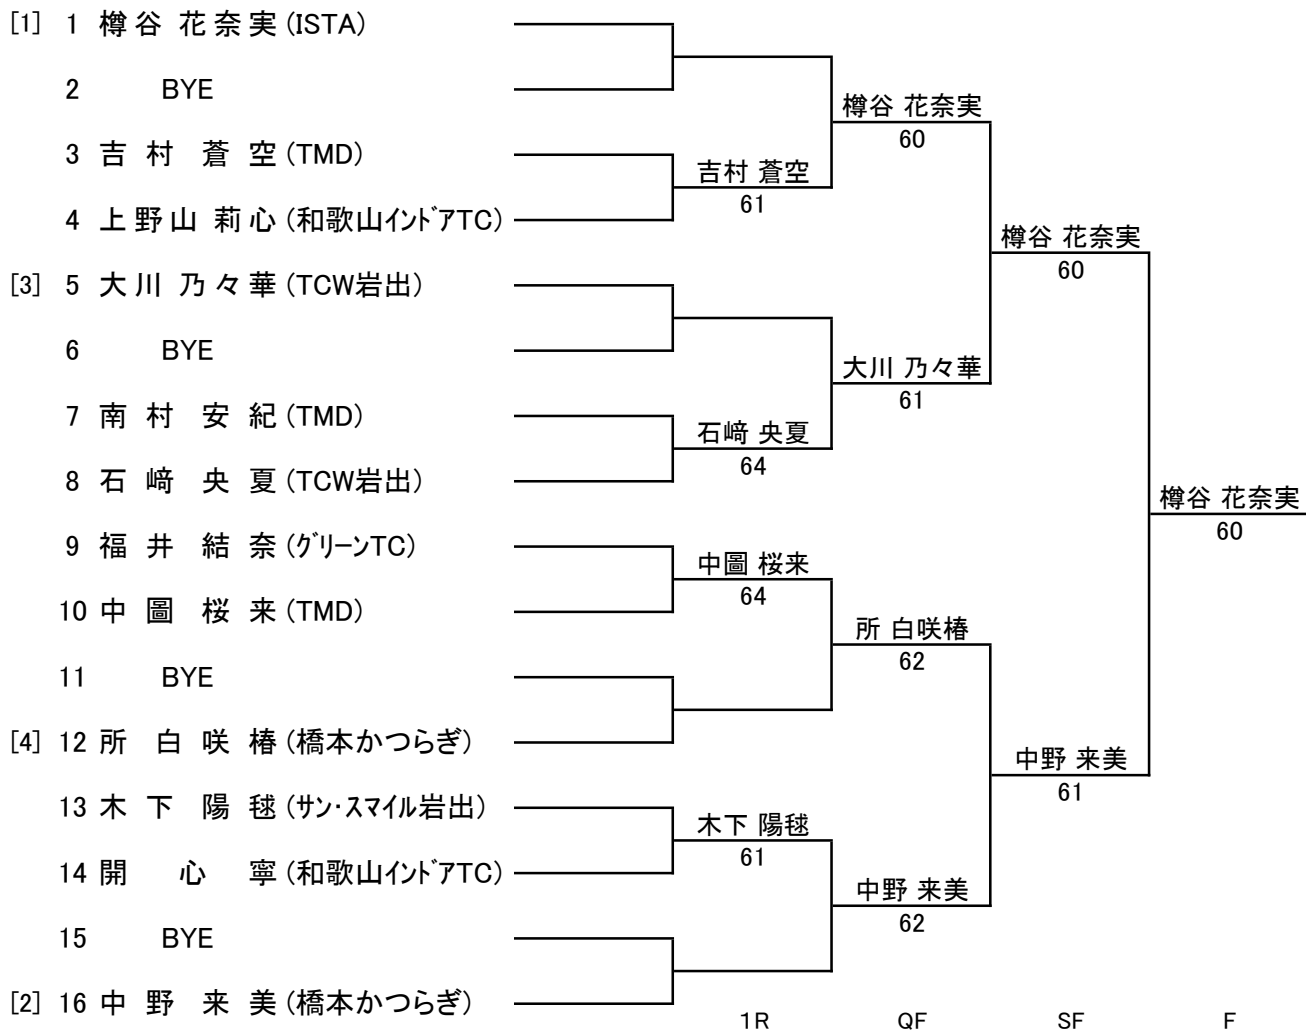 [1] 1 樽谷 花奈実 (ISTA)
2 BYE
樽谷 花奈実
60
3 吉村 蒼空 (TMD)
吉村 蒼空
61
4 上野山 莉心 (和歌山ｲﾝﾄﾞｱTC)
樽谷 花奈実
60
[3] 5 大川 乃々華 (TCW岩出)
6 BYE
大川 乃々華
61
7 南村 安紀 (TMD)
石﨑 央夏
64
8 石﨑 央夏 (TCW岩出)
樽谷 花奈実
60
9 福井 結奈 (ｸﾞﾘｰﾝTC)
中圖 桜来
64
10 中圖 桜来 (TMD)
所 白咲椿
62
11 BYE
[4] 12 所 白咲椿 (橋本かつらぎ)
中野 来美
61
13 木下 陽毬 (ｻﾝ･ｽﾏｲﾙ岩出)
木下 陽毬
61
14 開 心寧 (和歌山ｲﾝﾄﾞｱTC)
中野 来美
62
15 BYE
[2] 16 中野 来美 (橋本かつらぎ)
1R QF SF F